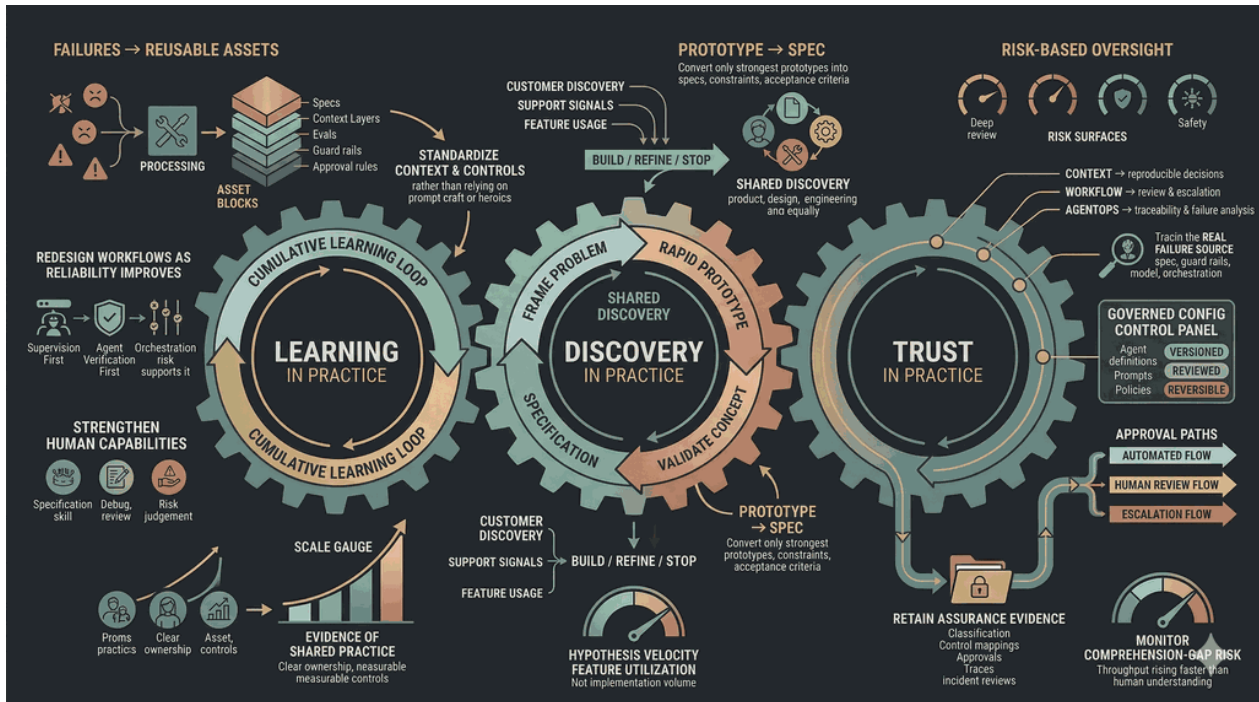 FAILURES → REUSABLE ASSETS
Specs
Context Layers
Evals
Guard rails
Approval rules
PROCESSING
ASSET
BLOCKS
STANDARDIZE
CONTEXT & CONTROLS
rather than relying on
prompt craft or heroics
REDESIGN WORKFLOWS AS
RELIABILITY IMPROVES
Supervision
First
Agent
Verification
First
Orchestration
risk
supports it
STRENGTHEN
HUMAN CAPABILITIES
Specification
skill
Debug,
review
Risk
judgement
CUMULATIVE LEARNING LOOP
LEARNING
IN PRACTICE
CUMULATIVE LEARNING LOOP
SCALE GAUGE
Proms
practics
Clear
ownership
Asset,
controls
EVIDENCE OF
SHARED PRACTICE
Clear ownership, neasurable
measurable controls
PROTOTYPE → SPEC
Convert only strongest prototypes into
specs, constraints, acceptance criteria
CUSTOMER DISCOVERY
SUPPORT SIGNALS
FEATURE USAGE
BUILD / REFINE / STOP
SHARED DISCOVERY
product, design, engineering
and equally
FRAME PROBLEM
RAPID PROTOTYPE
SHARED
DISCOVERY
DISCOVERY
IN PRACTICE
SPECIFICATION
VALIDATE CONCEPT
CUSTOMER
DISCOVERY
SUPPORT SIGNALS
FEATURE USAGE
BUILD / REFINE / STOP
PROTOTYPE
→ SPEC
Convert only strongest
prototypes, constraints,
acceptance criteria
HYPOTHESIS VELOCITY
FEATURE UTILIZATION
Not implementation volume
RISK-BASED OVERSIGHT
Deep
review
RISK SURFACES
Safety
CONTEXT → reproducible decisions
WORKFLOW → review & escalation
AGENTOPS → traceability & failure analysis
Tracin the REAL
FAILURE SOURCE
spec, guard rails,
model, orchestration
TRUST
IN PRACTICE
GOVERNED CONFIG
CONTROL PANEL
Agent
definitions
VERSIONED
Prompts
REVIEWED
Policies
REVERSIBLE
APPROVAL PATHS
AUTOMATED FLOW
HUMAN REVIEW FLOW
ESCALATION FLOW
RETAIN ASSURANCE EVIDENCE
Classification
Control mappings
Approvals
Traces
incident reviews
MONITOR
COMPREHENSION-GAP RISK
Throughput rising faster than
human understanding